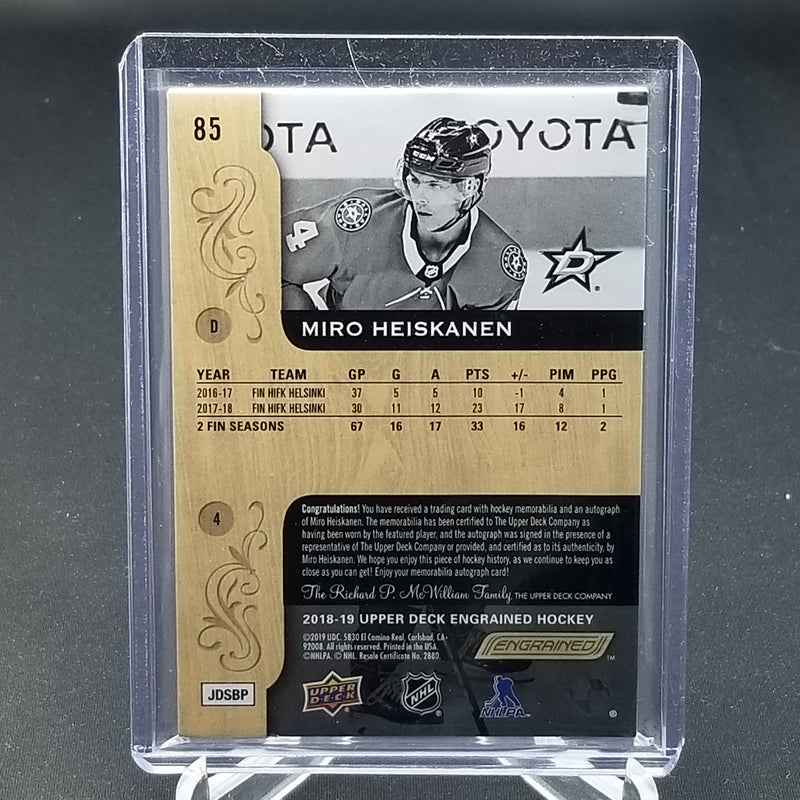 85
OTA
OYOTA
4
4
D
D
MIRO HEISKANEN
YEAR TEAM GP G A PTS +/- PIM PPG
2016-17 FIN HIFK HELSINKI 37 5 5 10 -1 4 1
2017-18 FIN HIFK HELSINKI 30 11 12 23 17 8 1
2 FIN SEASONS 67 16 17 33 16 12 2
4
Congratulations! You have received a trading card with hockey memorabilia and an autograph
of Miro Heiskanen. The memorabilia has been certified to The Upper Deck Company as
having been worn by the featured player, and the autograph was signed in the presence of a
representative of The Upper Deck Company or provided, and certified as to its authenticity, by
Miro Heiskanen. We hope you enjoy this piece of hockey history, as we continue to keep you as
close as you can get! Enjoy your memorabilia autograph card!
The Richard P. McWilliam Family, THE UPPER DECK COMPANY
2018-19 UPPER DECK ENGRAINED HOCKEY
©2019 UDC. 5830 El Camino Real, Carlsbad, CA
92008. All rights reserved. Printed in the USA.
©NHLPA. © NHL. Resale Certificate No. 2880.
ENGRAINED ™
JDSBP
UPPER
DECK
NHL
NHLPA